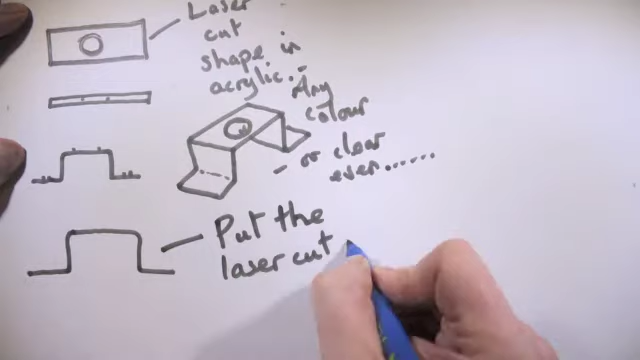 Laser
cut
shape in
acrylic...
Any
colour
or clear
even......
Put the
laser cut